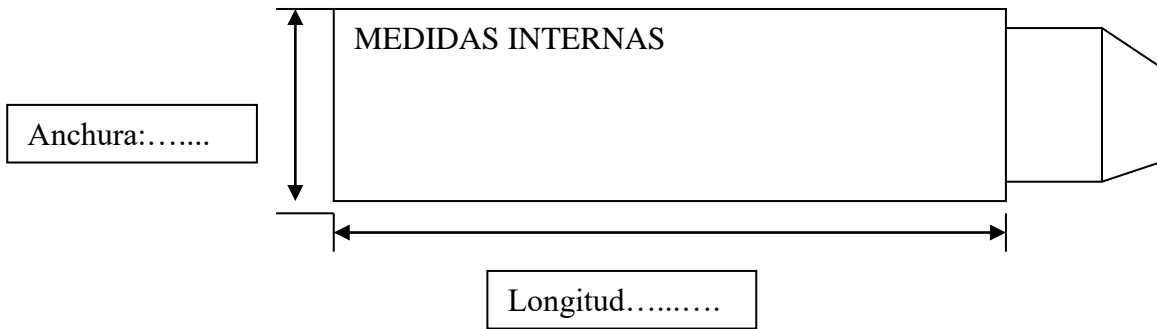 MEDIDAS INTERNAS
Anchura:…....
Longitud…...….